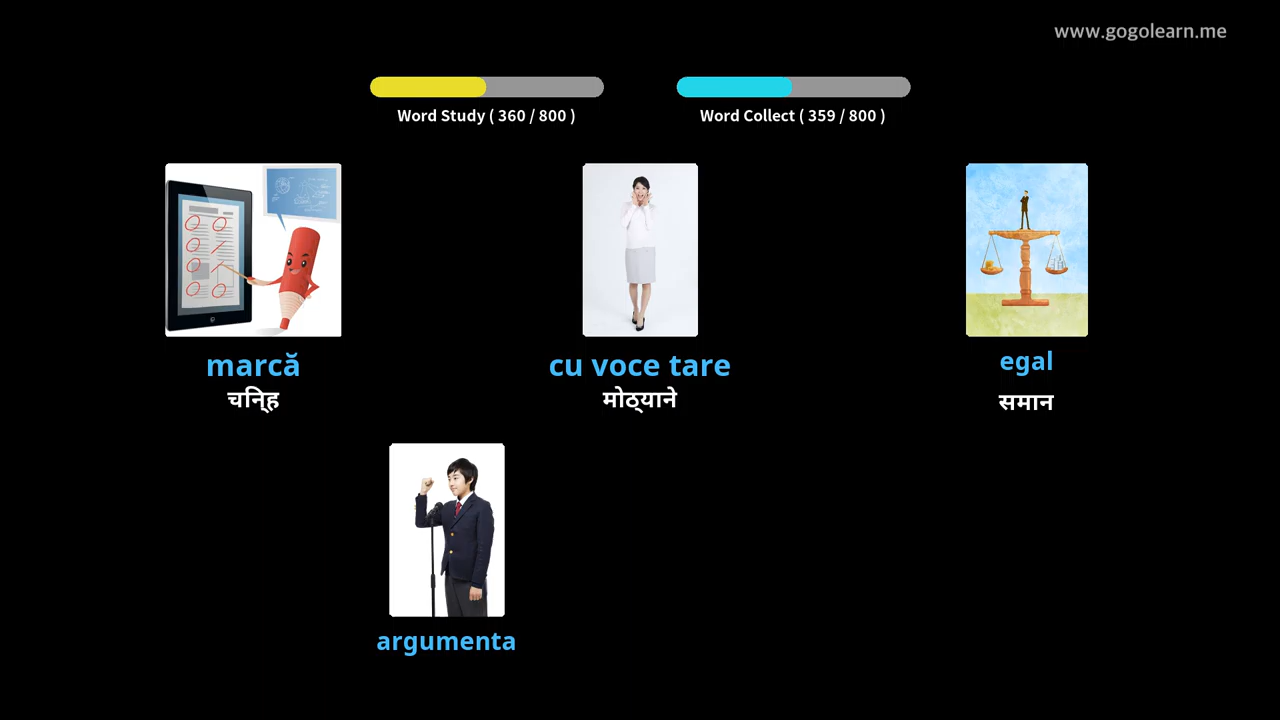 www.gogolearn.me
Word Study ( 360 / 800 )
Word Collect ( 359 / 800 )
marcă
चिन्ह
cu voce tare
मोठ्याने
egal
समान
argumenta